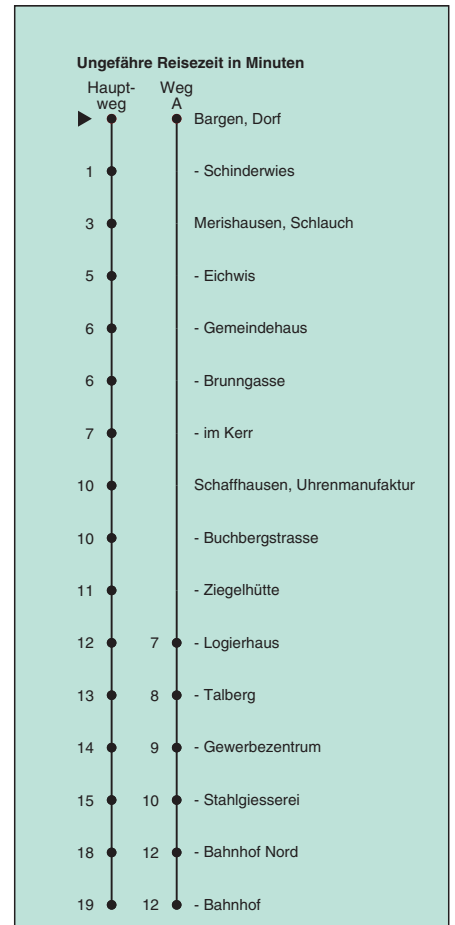 Ungefähre Reisezeit in Minuten
Haupt- Weg
weg A
Bargen, Dorf
1 - Schinderwies
3 Merishausen, Schlauch
5 - Eichwis
6 - Gemeindehaus
6 - Brunngasse
7 - im Kerr
10 Schaffhausen, Uhrenmanufaktur
10 - Buchbergstrasse
11 - Ziegelhütte
12 7 - Logierhaus
13 8 - Talberg
14 9 - Gewerbezentrum
15 10 - Stahlgiesserei
18 12 - Bahnhof Nord
19 12 - Bahnhof